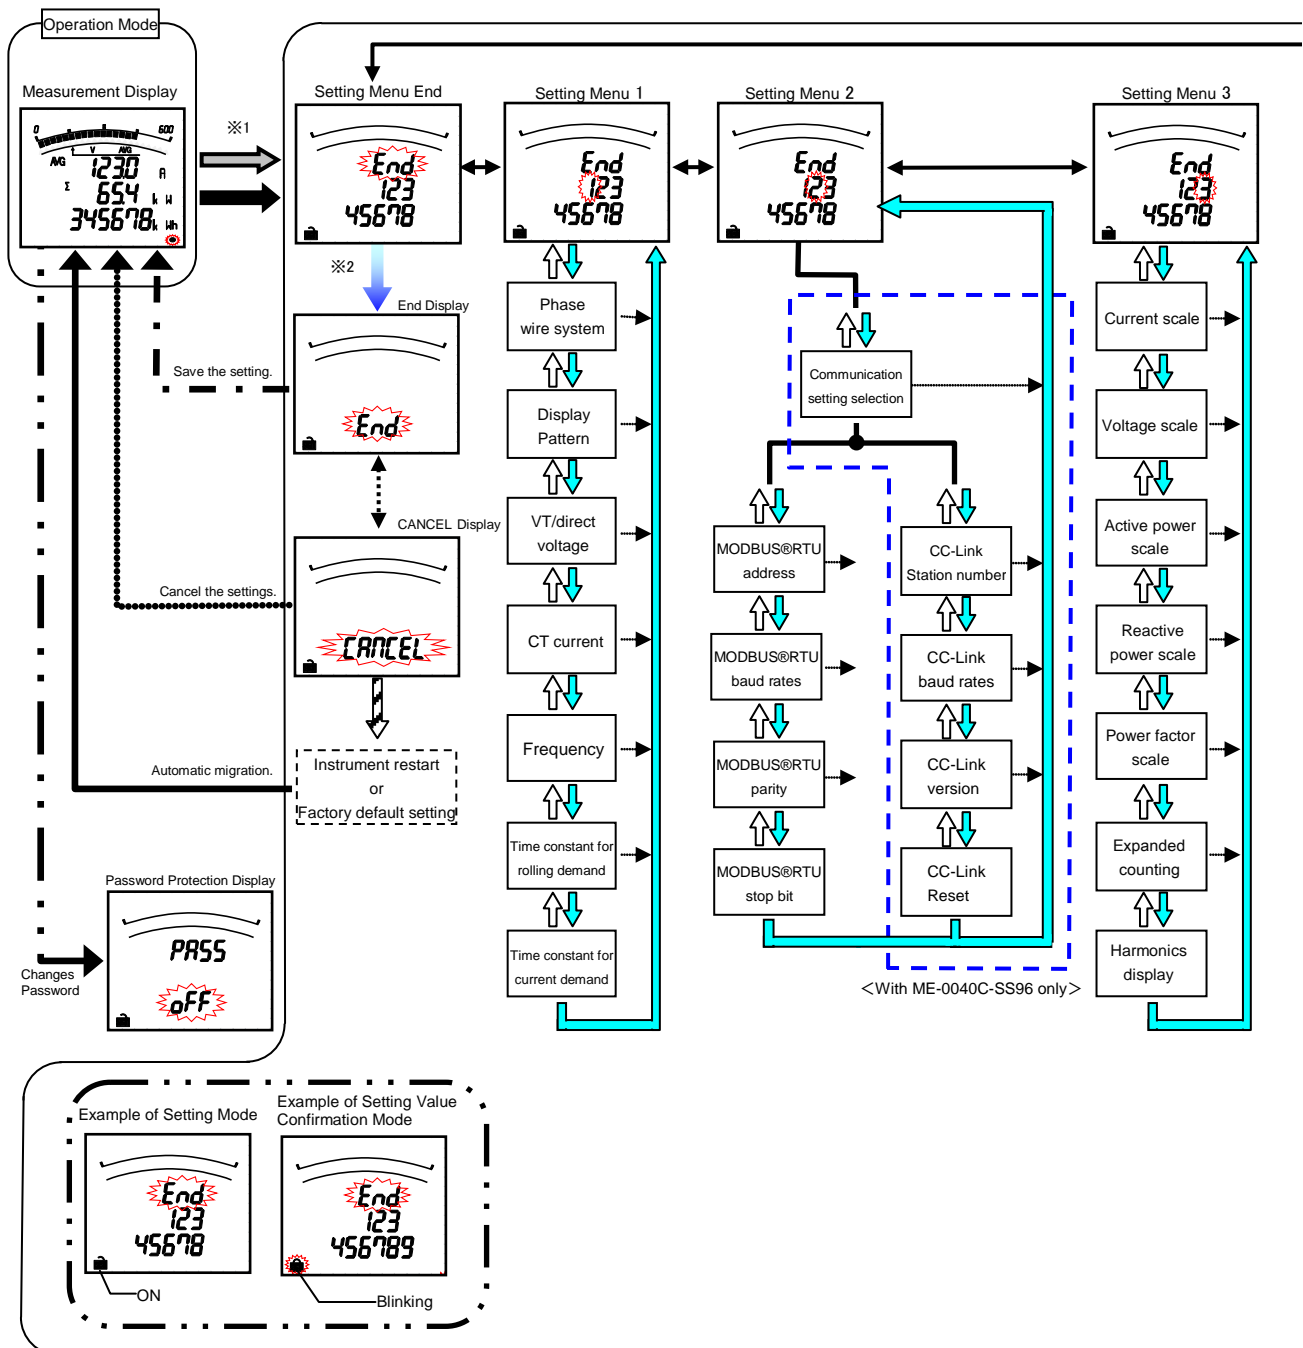 Operation Mode
Measurement Display
0
600
V AVG
AVG
123.0 A
Σ
65.4 k W
345678 k Wh
※1
Setting Menu End
End
123
45678
※2
End Display
End
Save the setting.
CANCEL Display
CANCEL
Cancel the settings.
Automatic migration.
Instrument restart
or
Factory default setting
Password Protection Display
PASS
oFF
Changes
Password
Setting Menu 1
End
123
45678
Phase
wire system
Display
Pattern
VT/direct
voltage
CT current
Frequency
Time constant for
rolling demand
Time constant for
current demand
Setting Menu 2
End
123
45678
Communication
setting selection
MODBUS®RTU
address
MODBUS®RTU
baud rates
MODBUS®RTU
parity
MODBUS®RTU
stop bit
CC-Link
Station number
CC-Link
baud rates
CC-Link
version
CC-Link
Reset
＜With ME-0040C-SS96 only＞
Setting Menu 3
End
123
45678
Current scale
Voltage scale
Active power
scale
Reactive
power scale
Power factor
scale
Expanded
counting
Harmonics
display
Example of Setting Mode
End
123
45678
ON
Example of Setting Value
Confirmation Mode
End
123
456789
Blinking